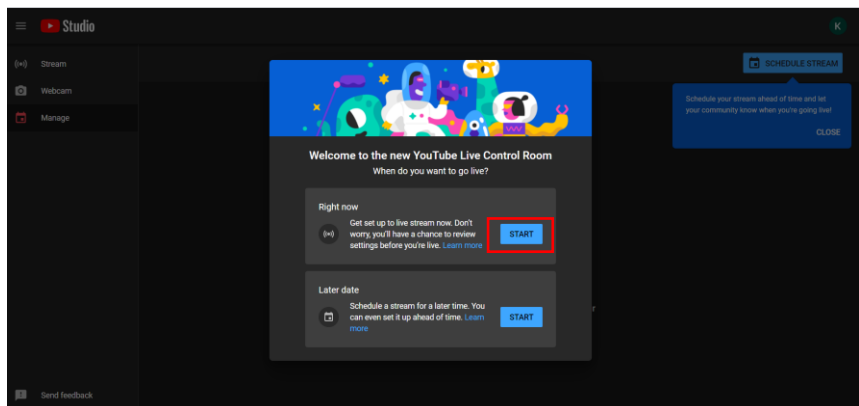 Studio
K
Stream
Webcam
Manage
SCHEDULE STREAM
Schedule your stream ahead of time and let
your community know when you're going live!
CLOSE
Welcome to the new YouTube Live Control Room
When do you want to go live?
Right now
Get set up to live stream now. Don't
worry, you'll have a chance to review
settings before you're live. Learn more
START
Later date
Schedule a stream for a later time. You
can even set it up ahead of time. Learn
more
START
r
Send feedback